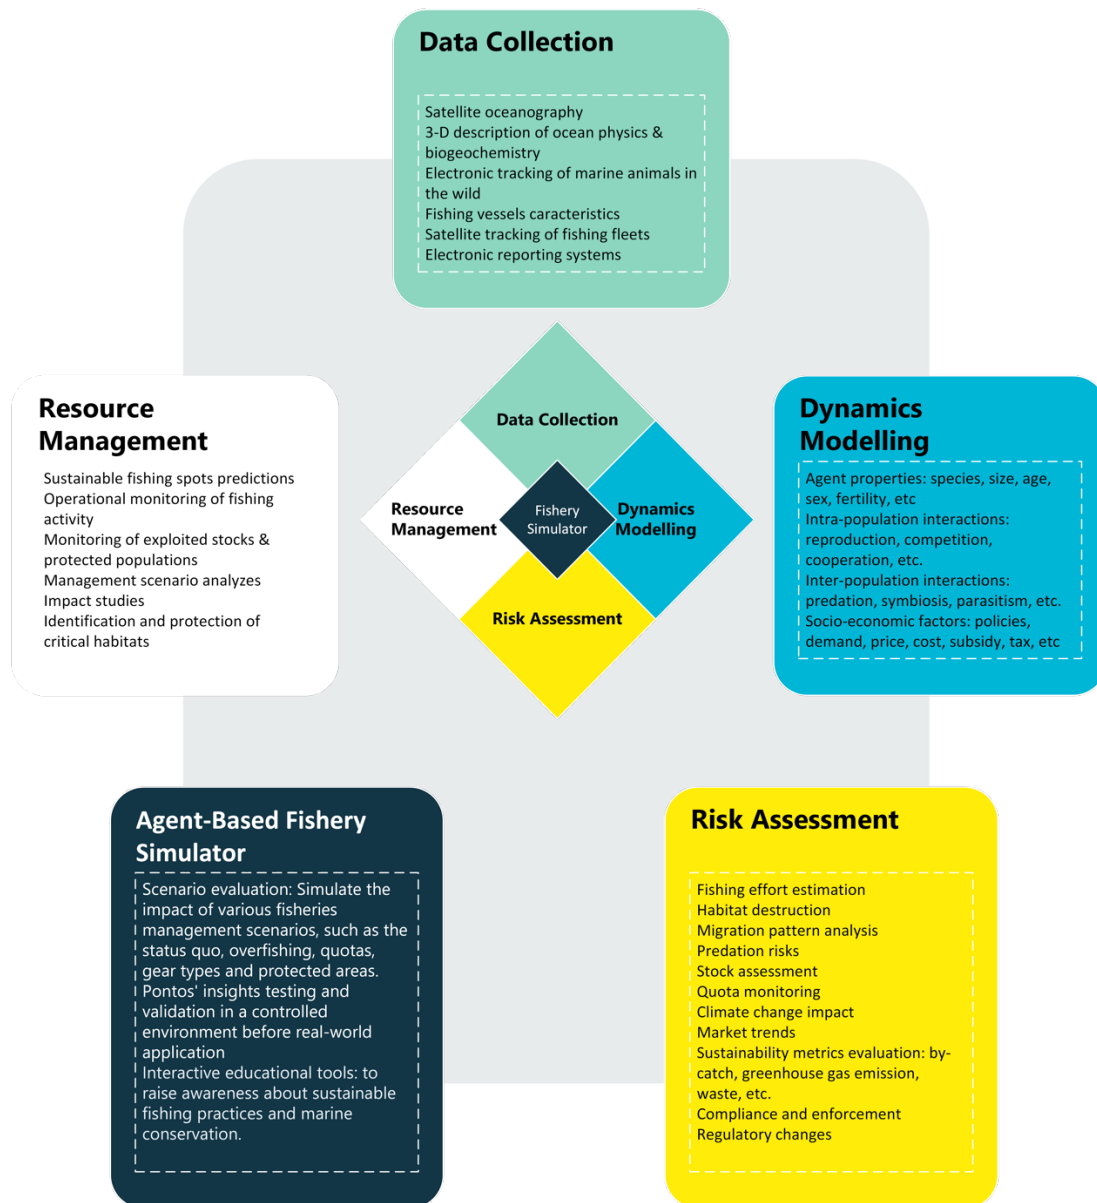 Data Collection
Satellite oceanography
3-D description of ocean physics &
biogeochemistry
Electronic tracking of marine animals in
the wild
Fishing vessels caracteristics
Satellite tracking of fishing fleets
Electronic reporting systems
Resource
Management
Sustainable fishing spots predictions
Operational monitoring of fishing
activity
Monitoring of exploited stocks &
protected populations
Management scenario analyzes
Impact studies
Identification and protection of
critical habitats
Data Collection
Resource
Management
Fishery
Simulator
Dynamics
Modelling
Risk Assessment
Dynamics
Modelling
Agent properties: species, size, age,
sex, fertility, etc
Intra-population interactions:
reproduction, competition,
cooperation, etc.
Inter-population interactions:
predation, symbiosis, parasitism, etc.
Socio-economic factors: policies,
demand, price, cost, subsidy, tax, etc
Agent-Based Fishery
Simulator
Scenario evaluation: Simulate the
impact of various fisheries
management scenarios, such as the
status quo, overfishing, quotas,
gear types and protected areas.
Pontos' insights testing and
validation in a controlled
environment before real-world
application
Interactive educational tools: to
raise awareness about sustainable
fishing practices and marine
conservation.
Risk Assessment
Fishing effort estimation
Habitat destruction
Migration pattern analysis
Predation risks
Stock assessment
Quota monitoring
Climate change impact
Market trends
Sustainability metrics evaluation: by-
catch, greenhouse gas emission,
waste, etc.
Compliance and enforcement
Regulatory changes